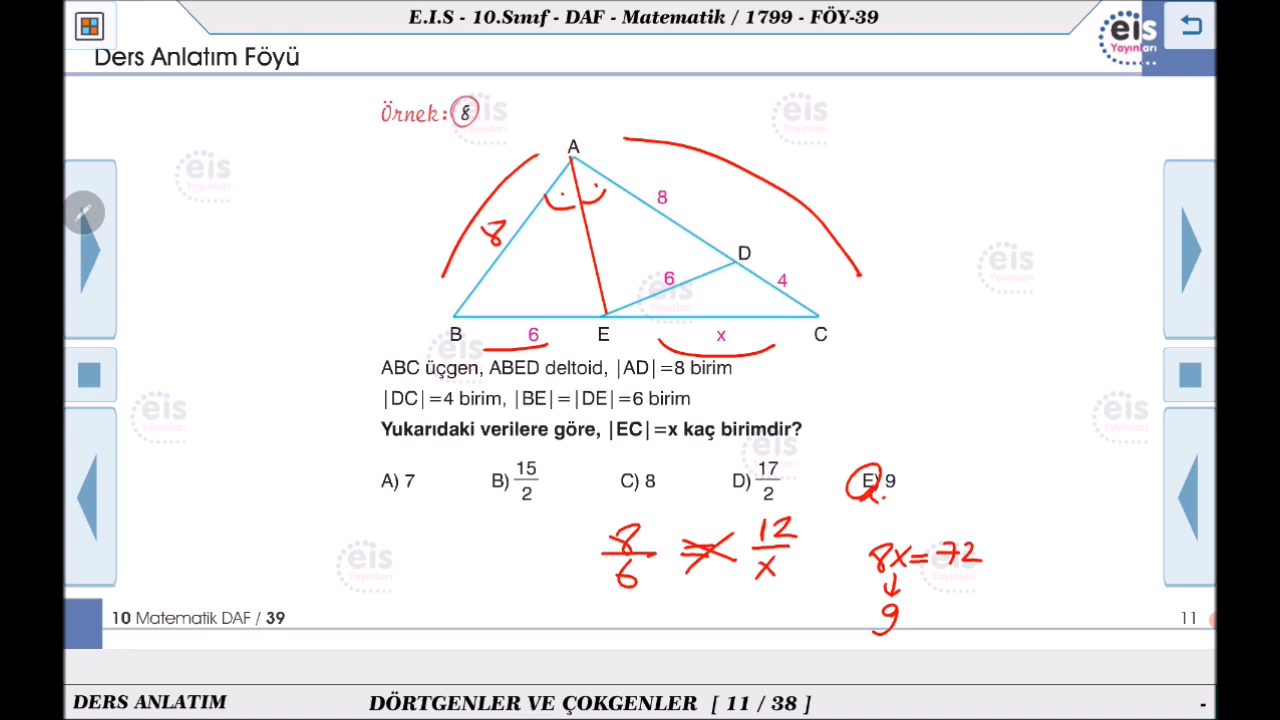 E.I.S - 10.Sınıf - DAF - Matematik / 1799 - FÖY-39
eis
Yayınları
Ders Anlatım Föyü
Örnek: 8
A
8
8
D
6
4
B
6
E
x
C
ABC üçgen, ABED deltoid, |AD|=8 birim
|DC|=4 birim, |BE|=|DE|=6 birim
Yukarıdaki verilere göre, |EC|=x kaç birimdir?
A) 7 B) 15/2 C) 8 D) 17/2 E) 9
8/6 = 12/x
8x=72
9
10 Matematik DAF / 39
11
DERS ANLATIM DÖRTGENLER VE ÇOKGENLER [ 11 / 38 ] -